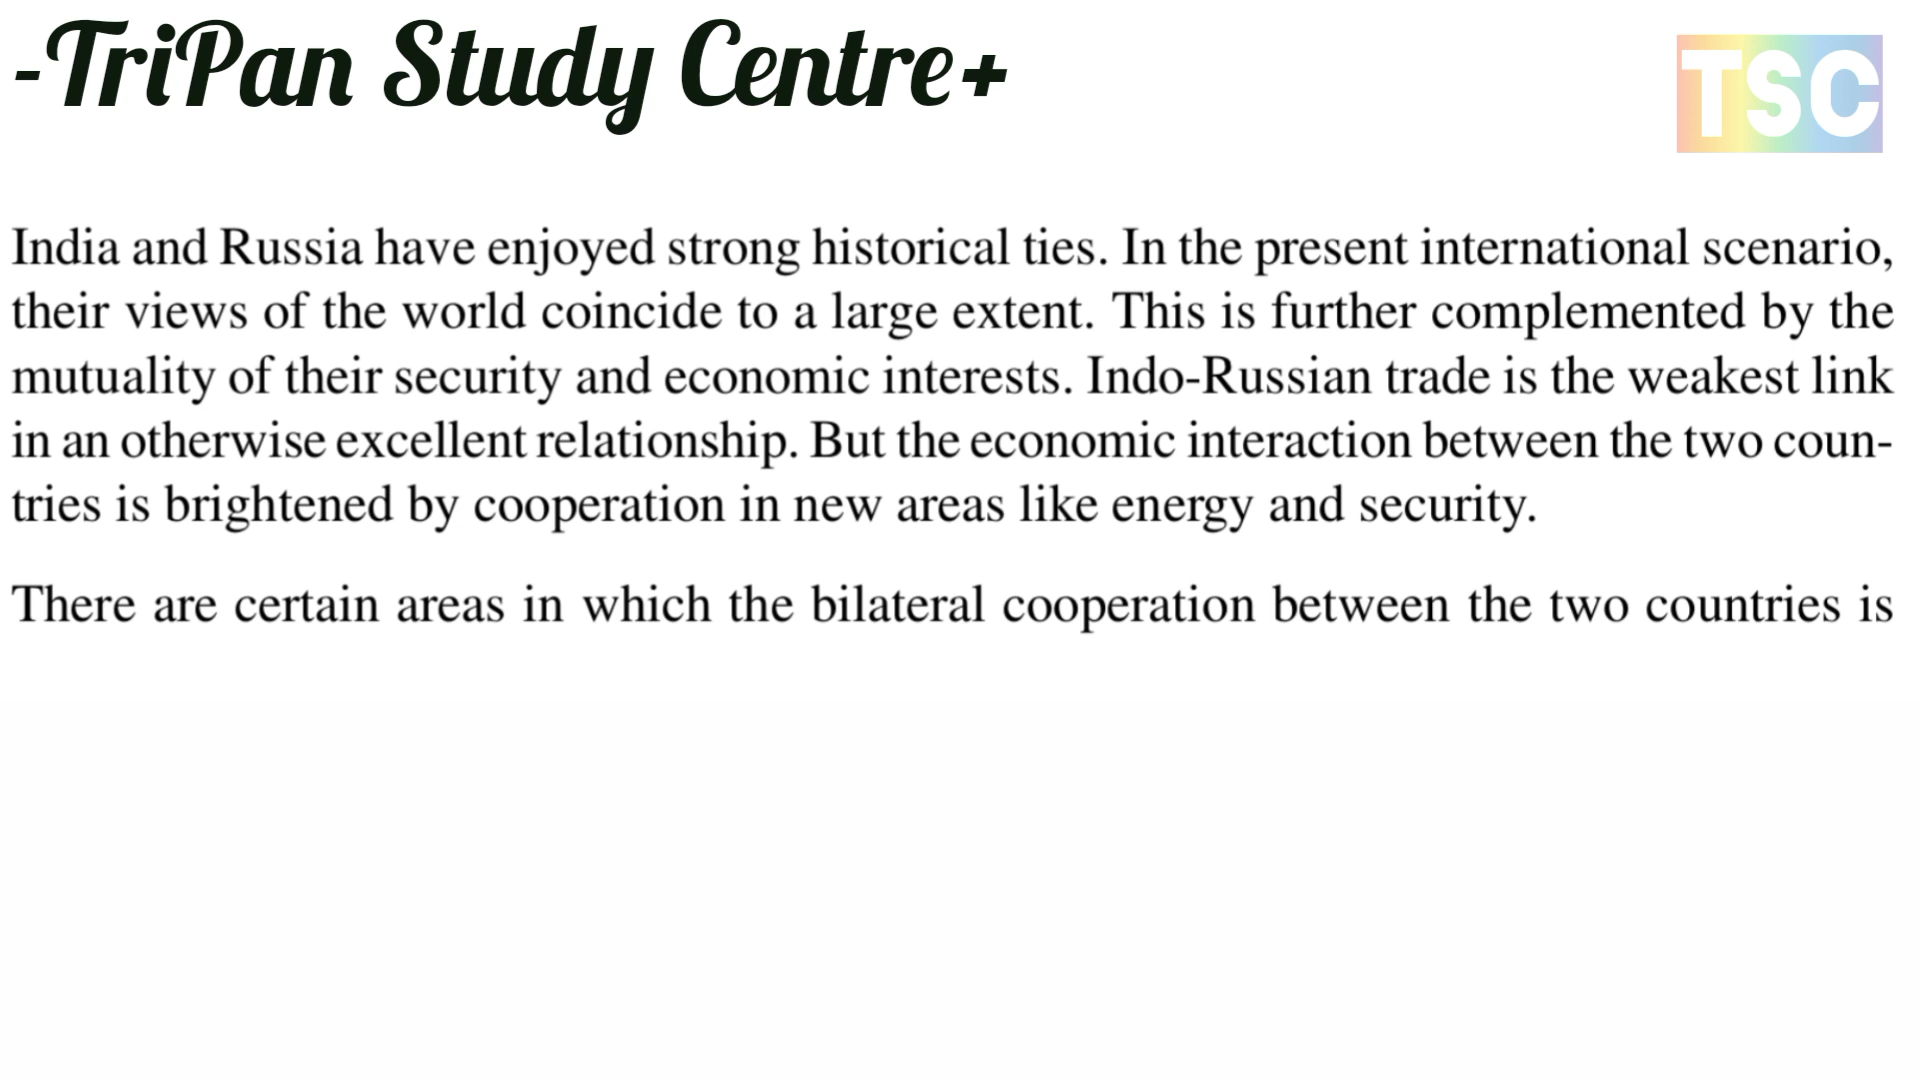 -TriPan Study Centre+
TSC
India and Russia have enjoyed strong historical ties. In the present international scenario,
their views of the world coincide to a large extent. This is further complemented by the
mutuality of their security and economic interests. Indo-Russian trade is the weakest link
in an otherwise excellent relationship. But the economic interaction between the two coun-
tries is brightened by cooperation in new areas like energy and security.
There are certain areas in which the bilateral cooperation between the two countries is